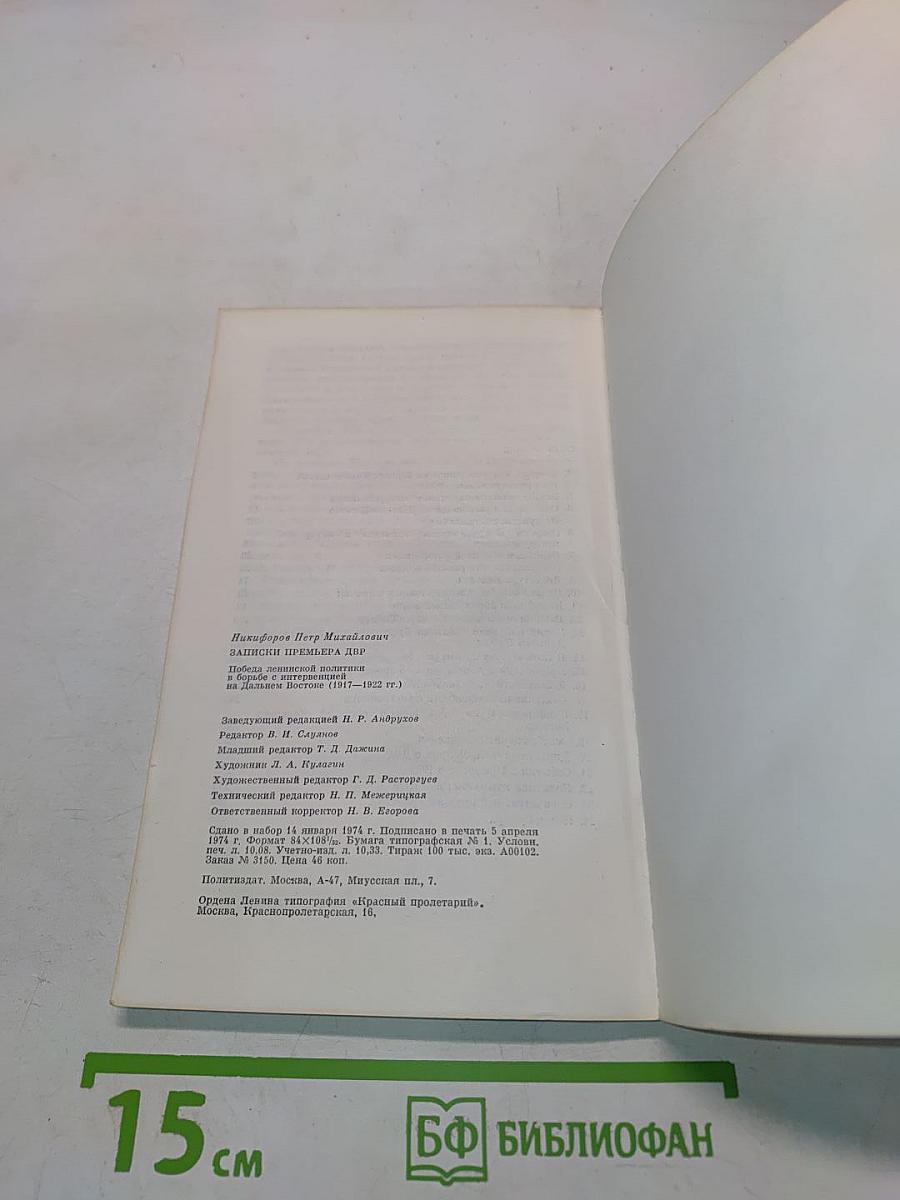 Никифоров Петр Михайлович
ЗАПИСКИ ПРЕМЬЕРА ДВР
Победа ленинской политики
в борьбе с интервенцией
на Дальнем Востоке (1917—1922 гг.)
Заведующий редакцией Н. Р. Андрухов
Редактор В. И. Слуянов
Младший редактор Т. Д. Дажина
Художник Л. А. Кулагин
Художественный редактор Г. Д. Расторгуев
Технический редактор Н. П. Межерицкая
Ответственный корректор Н. В. Егорова
Сдано в набор 14 января 1974 г. Подписано в печать 5 апреля
1974 г. Формат 84×108¹/₃₂. Бумага типографская № 1. Условн.
печ. л. 10,08. Учетно-изд. л. 10,33. Тираж 100 тыс. экз. А00102.
Заказ № 3150. Цена 46 коп.
Политиздат. Москва, А-47, Миусская пл., 7.
Ордена Ленина типография «Красный пролетарий».
Москва, Краснопролетарская, 16,
15 см
БФ БИБЛИОФАН